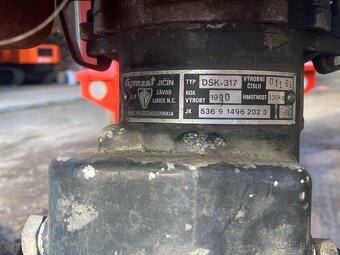 Agrozet JIČÍN
k.p. ZÁVOD
LIBICE N.C.
MADE IN CZECHOSLOVAKIA
TYP DSK-317 VÝROBNÍ ČÍSLO
ROK VÝROBY 1990 HMOTNOST
JK 536 9 1496 202 3